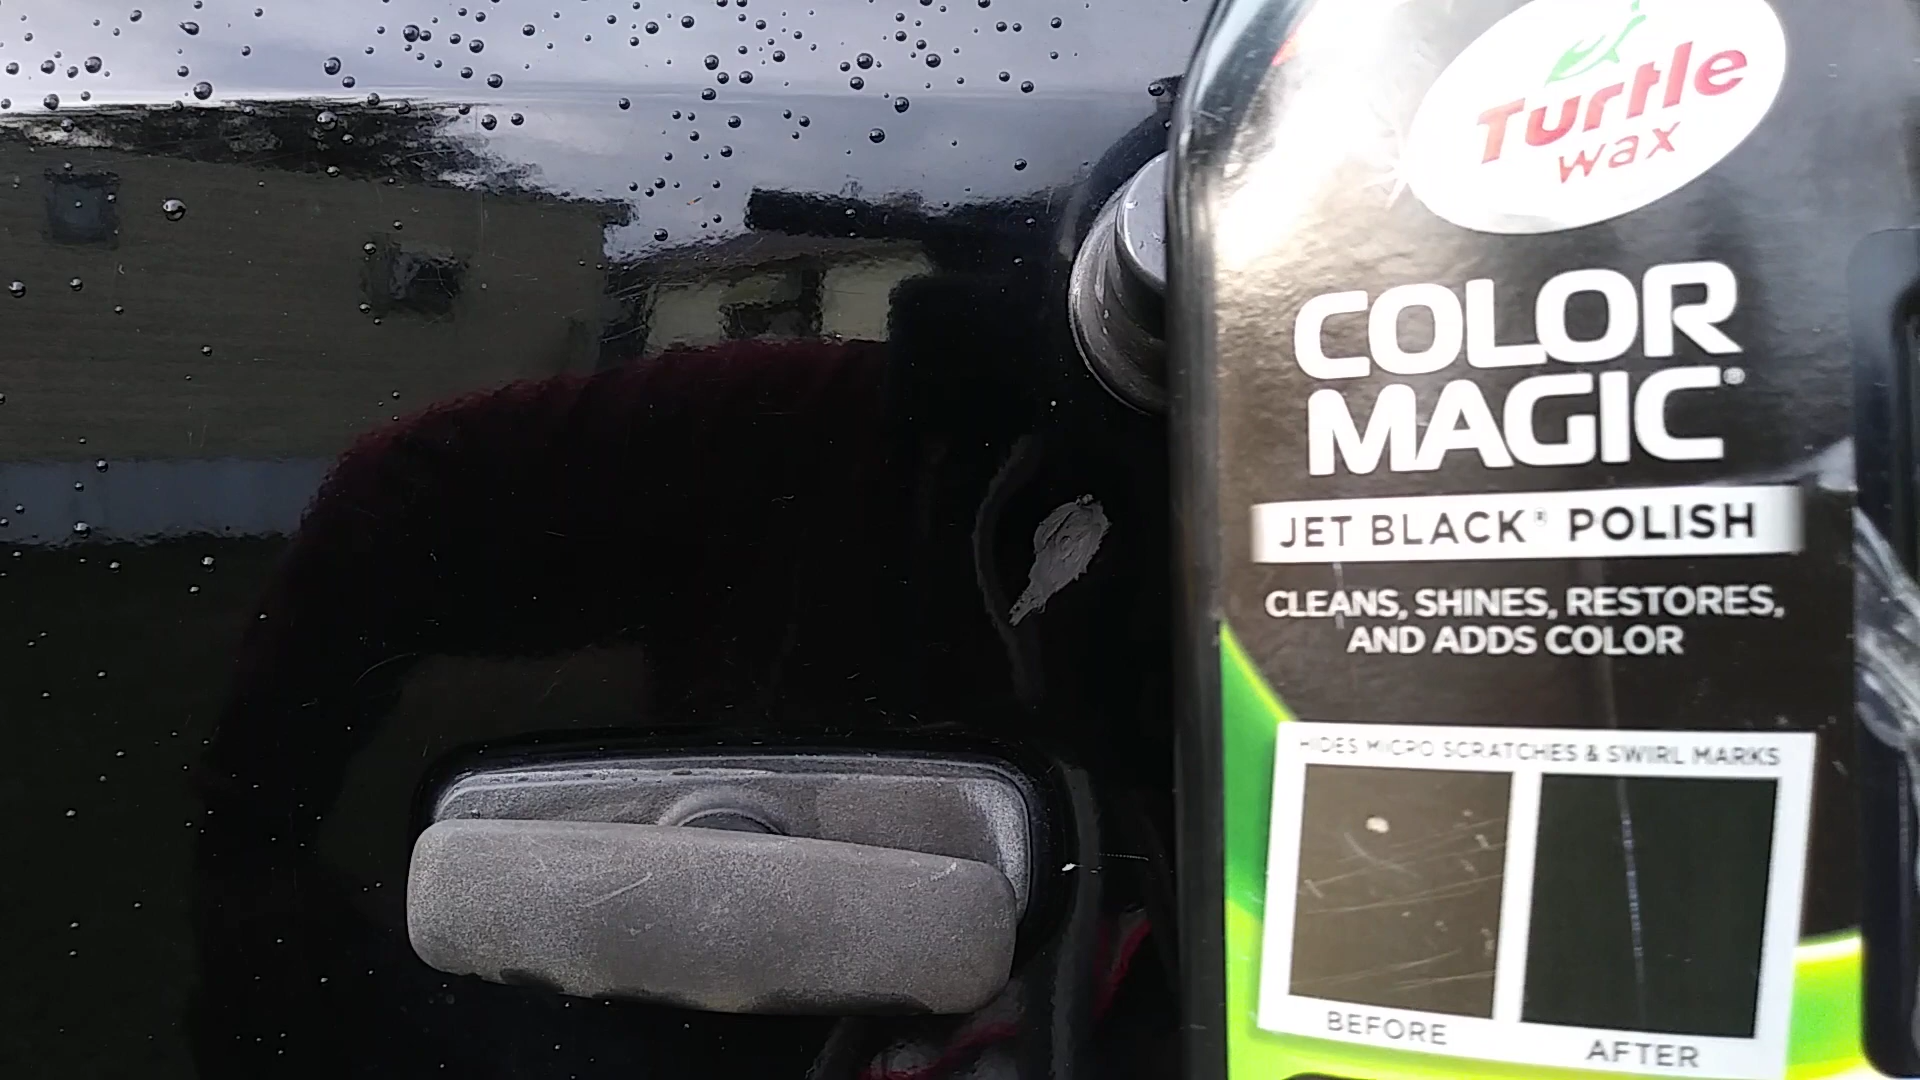 Turtle
wax
COLOR
MAGIC®
JET BLACK® POLISH
CLEANS, SHINES, RESTORES,
AND ADDS COLOR
HIDES MICRO SCRATCHES & SWIRL MARKS
BEFORE
AFTER